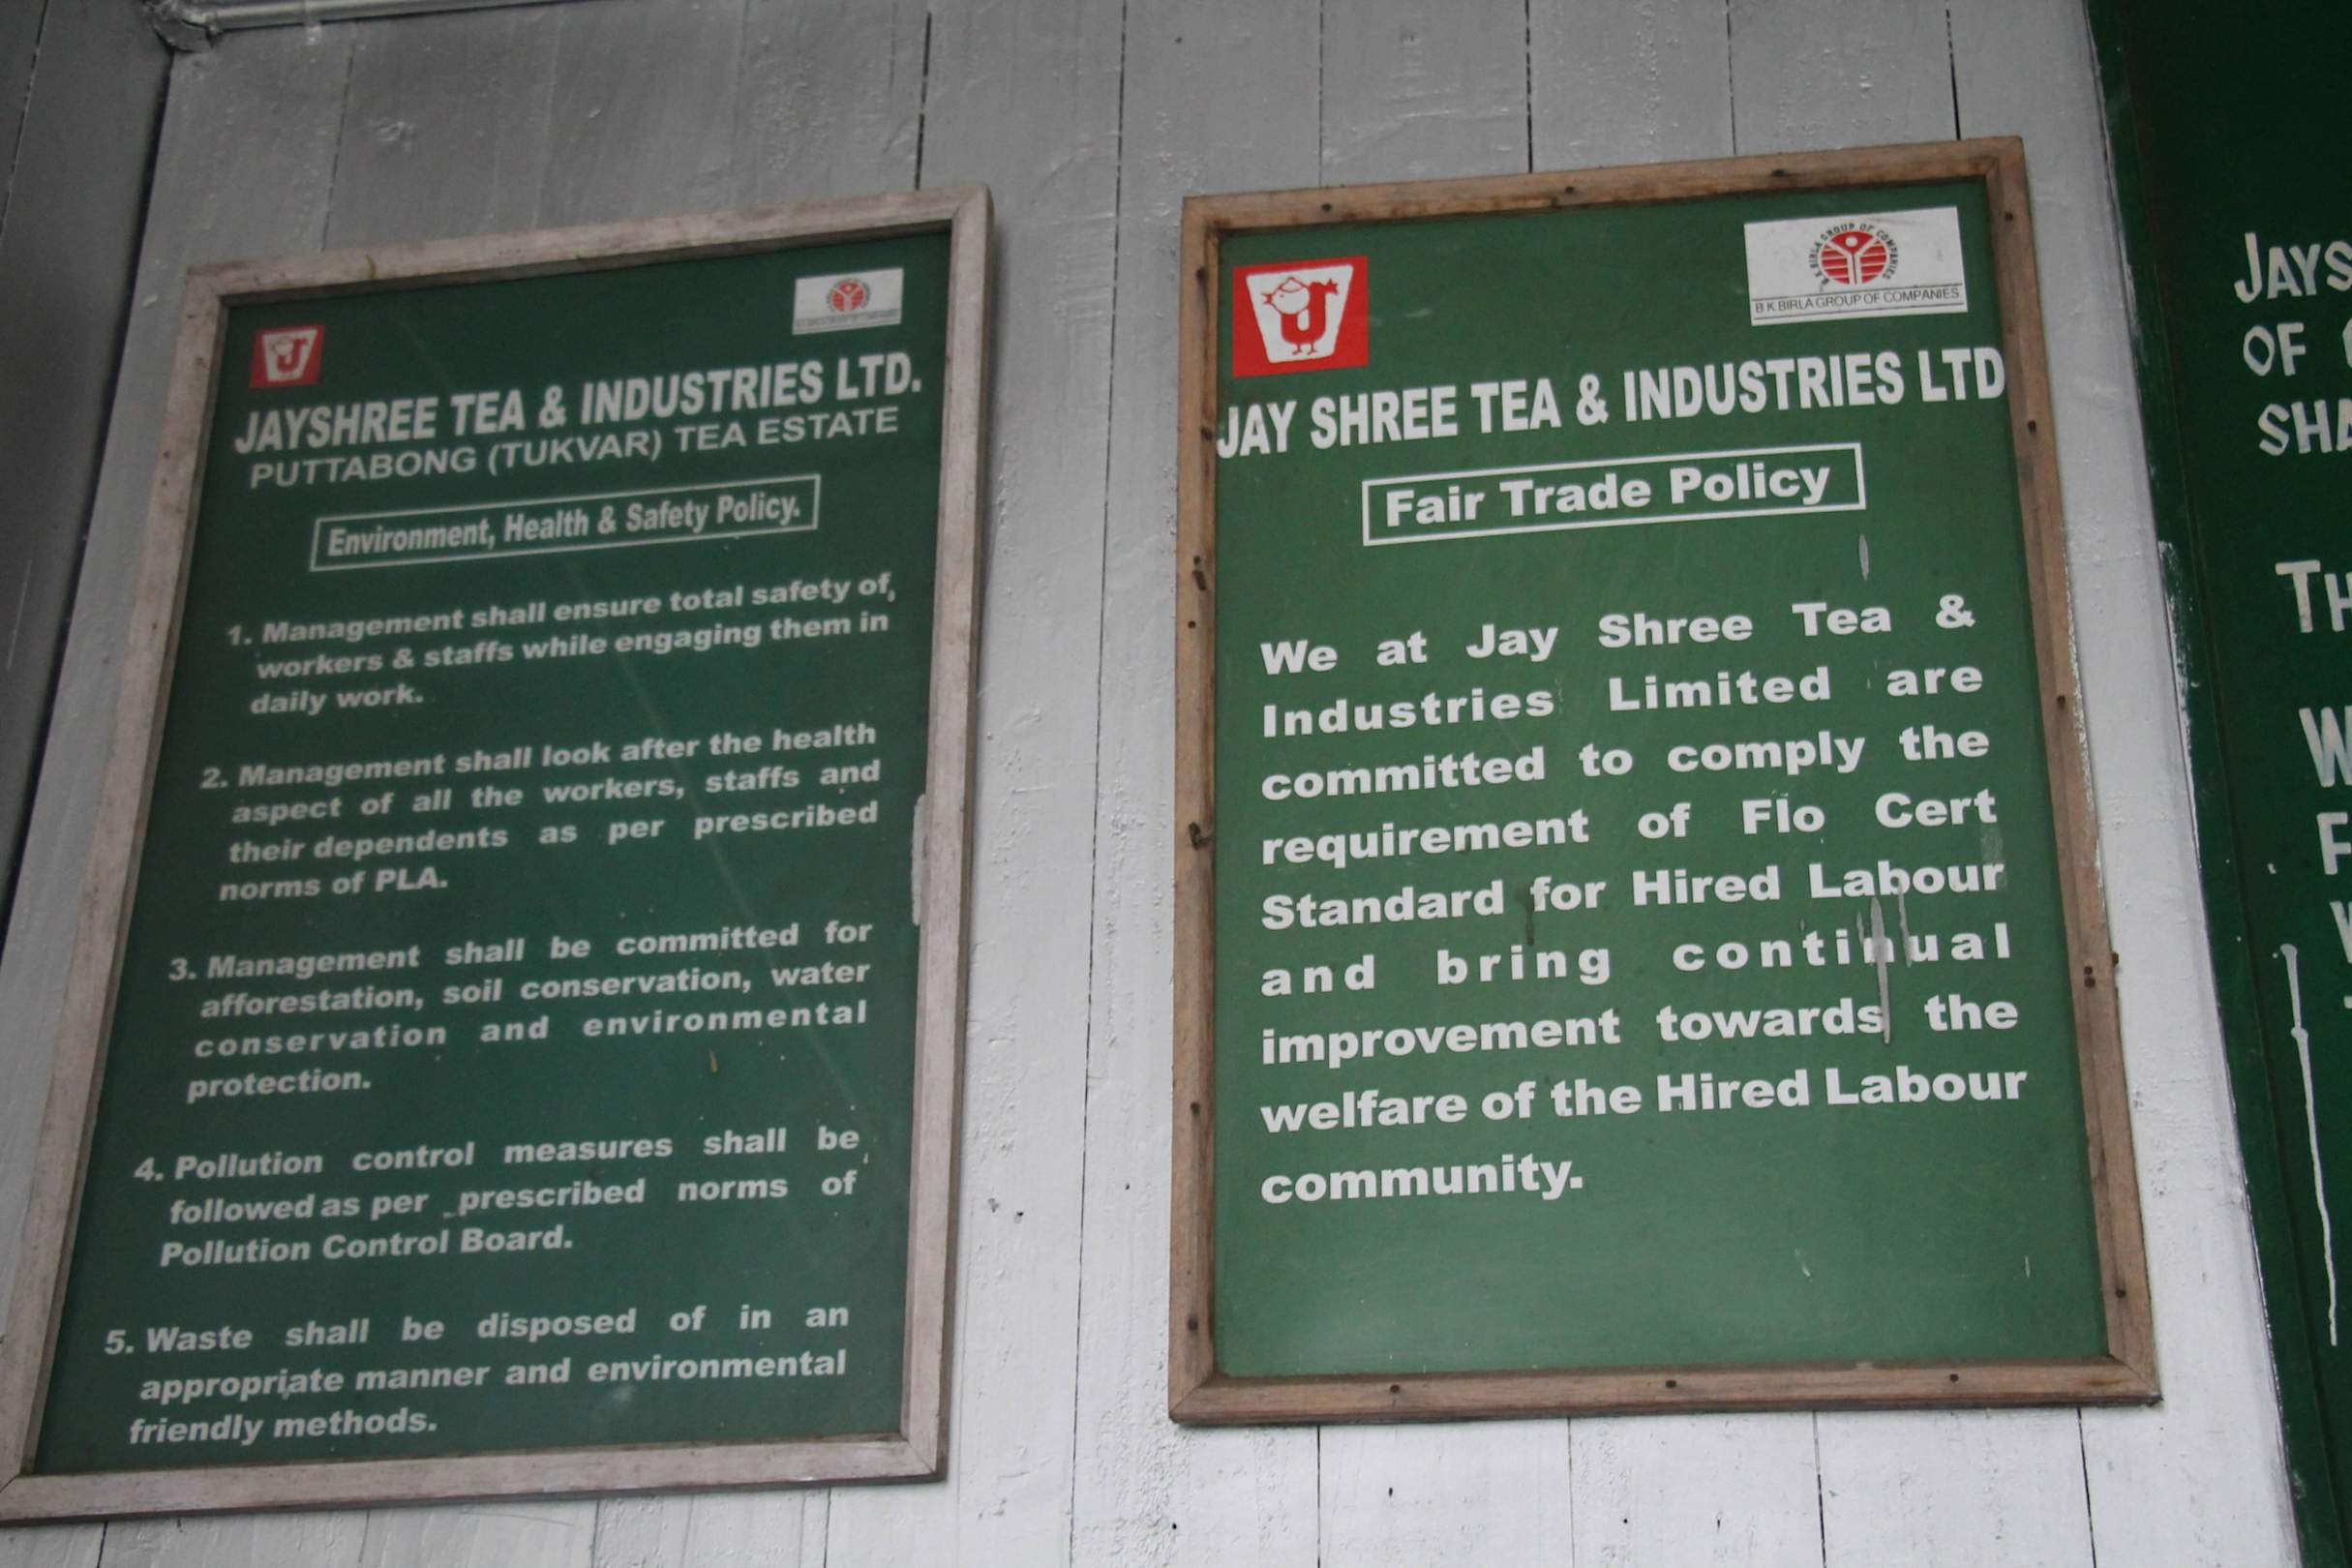 JAYSHREE TEA & INDUSTRIES LTD.
PUTTABONG (TUKVAR) TEA ESTATE
Environment, Health & Safety Policy.
1. Management shall ensure total safety of,
workers & staffs while engaging them in
daily work.
2. Management shall look after the health
aspect of all the workers, staffs and
their dependents as per prescribed
norms of PLA.
3. Management shall be committed for
afforestation, soil conservation, water
conservation and environmental
protection.
4. Pollution control measures shall be
followed as per prescribed norms of
Pollution Control Board.
5. Waste shall be disposed of in an
appropriate manner and environmental
friendly methods.
B K BIRLA GROUP OF COMPANIES
B K BIRLA GROUP OF COMPANIES
JAY SHREE TEA & INDUSTRIES LTD
Fair Trade Policy
We at Jay Shree Tea &
Industries Limited are
committed to comply the
requirement of Flo Cert
Standard for Hired Labour
and bring continual
improvement towards the
welfare of the Hired Labour
community.
JAYS
OF
SHA
TH
W
F